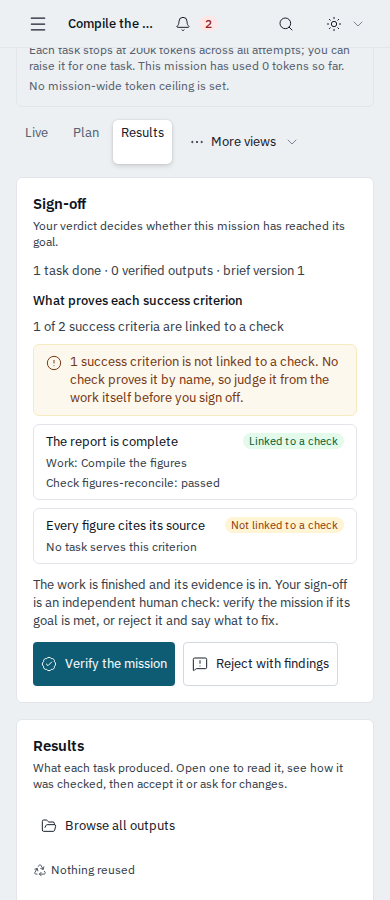 Compile the ...
2
Each task stops at 200k tokens across all attempts; you can
raise it for one task. This mission has used 0 tokens so far.
No mission-wide token ceiling is set.
Live
Plan
Results
More views
Sign-off
Your verdict decides whether this mission has reached its
goal.
1 task done · 0 verified outputs · brief version 1
What proves each success criterion
1 of 2 success criteria are linked to a check
1 success criterion is not linked to a check. No
check proves it by name, so judge it from the
work itself before you sign off.
The report is complete
Linked to a check
Work: Compile the figures
Check figures-reconcile: passed
Every figure cites its source
Not linked to a check
No task serves this criterion
The work is finished and its evidence is in. Your sign-off
is an independent human check: verify the mission if its
goal is met, or reject it and say what to fix.
Verify the mission
Reject with findings
Results
What each task produced. Open one to read it, see how it
was checked, then accept it or ask for changes.
Browse all outputs
Nothing reused